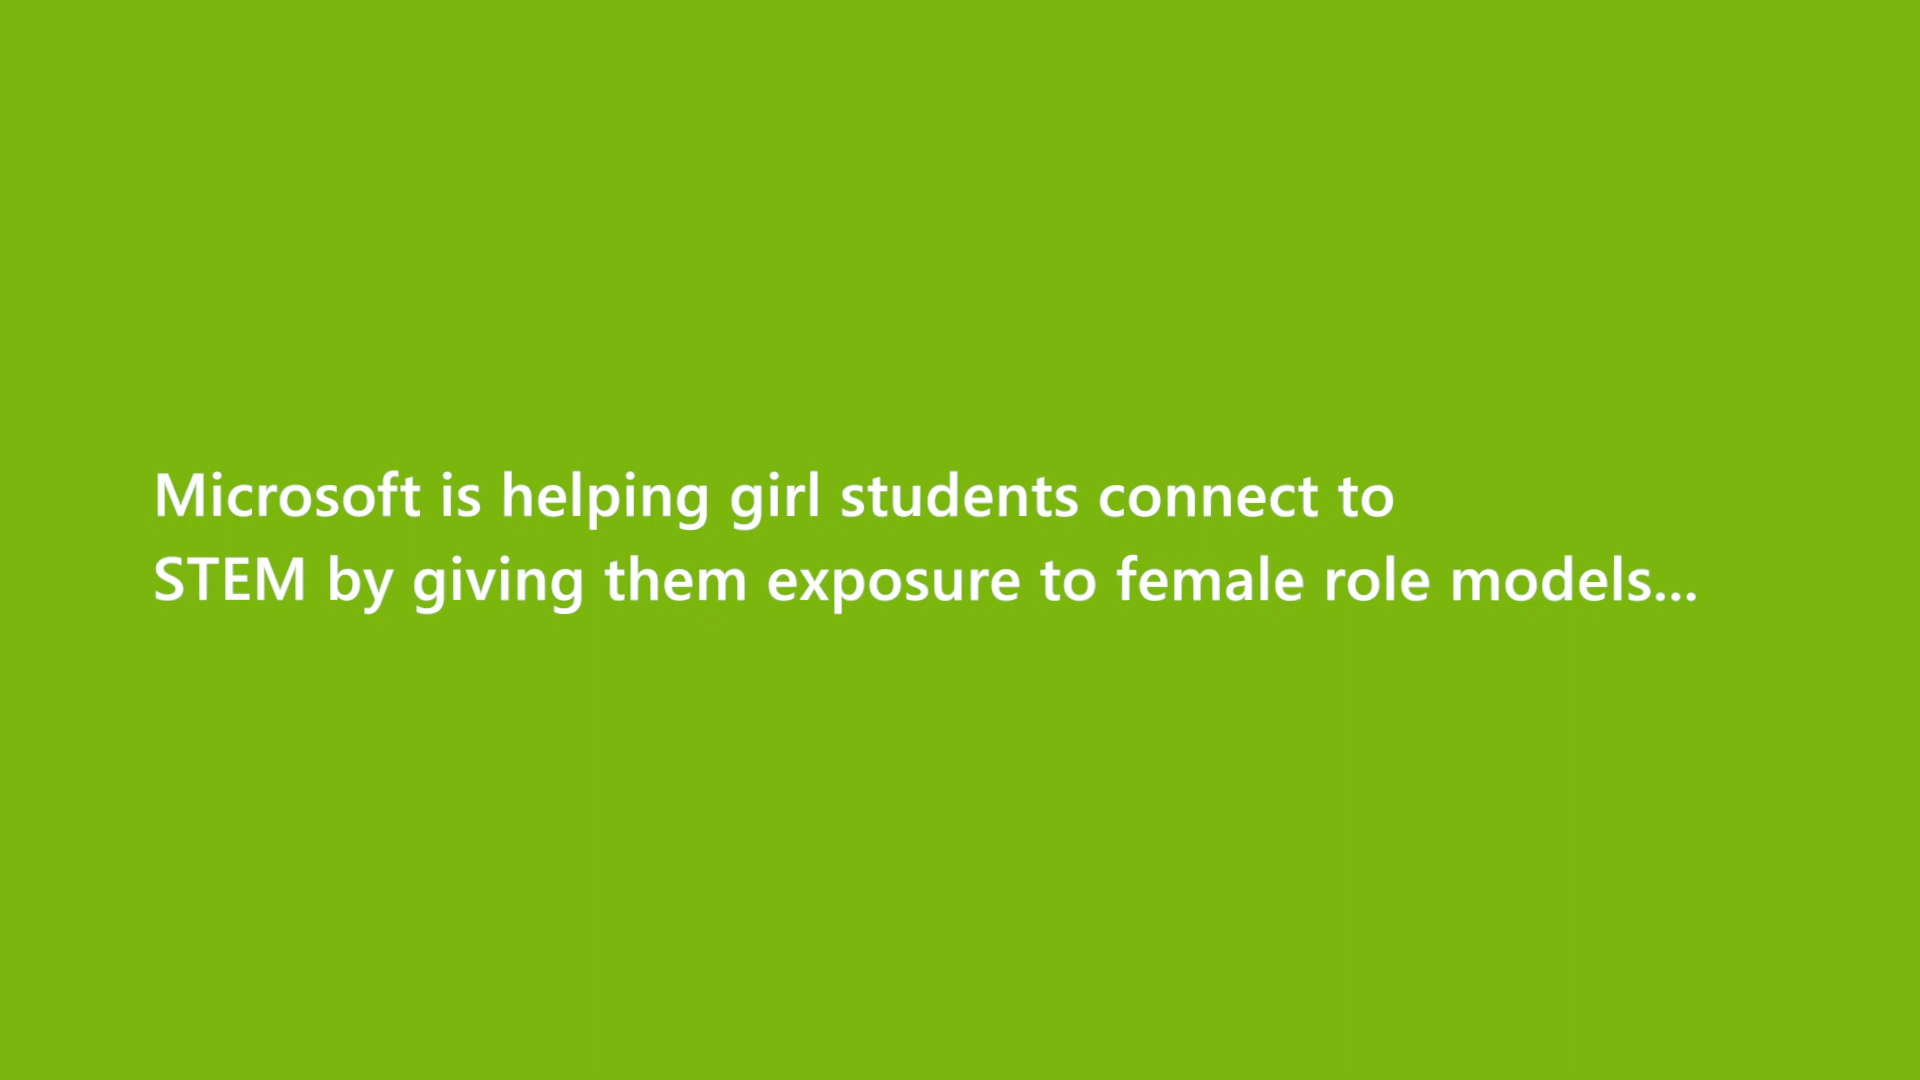 Microsoft is helping girl students connect to
STEM by giving them exposure to female role models...